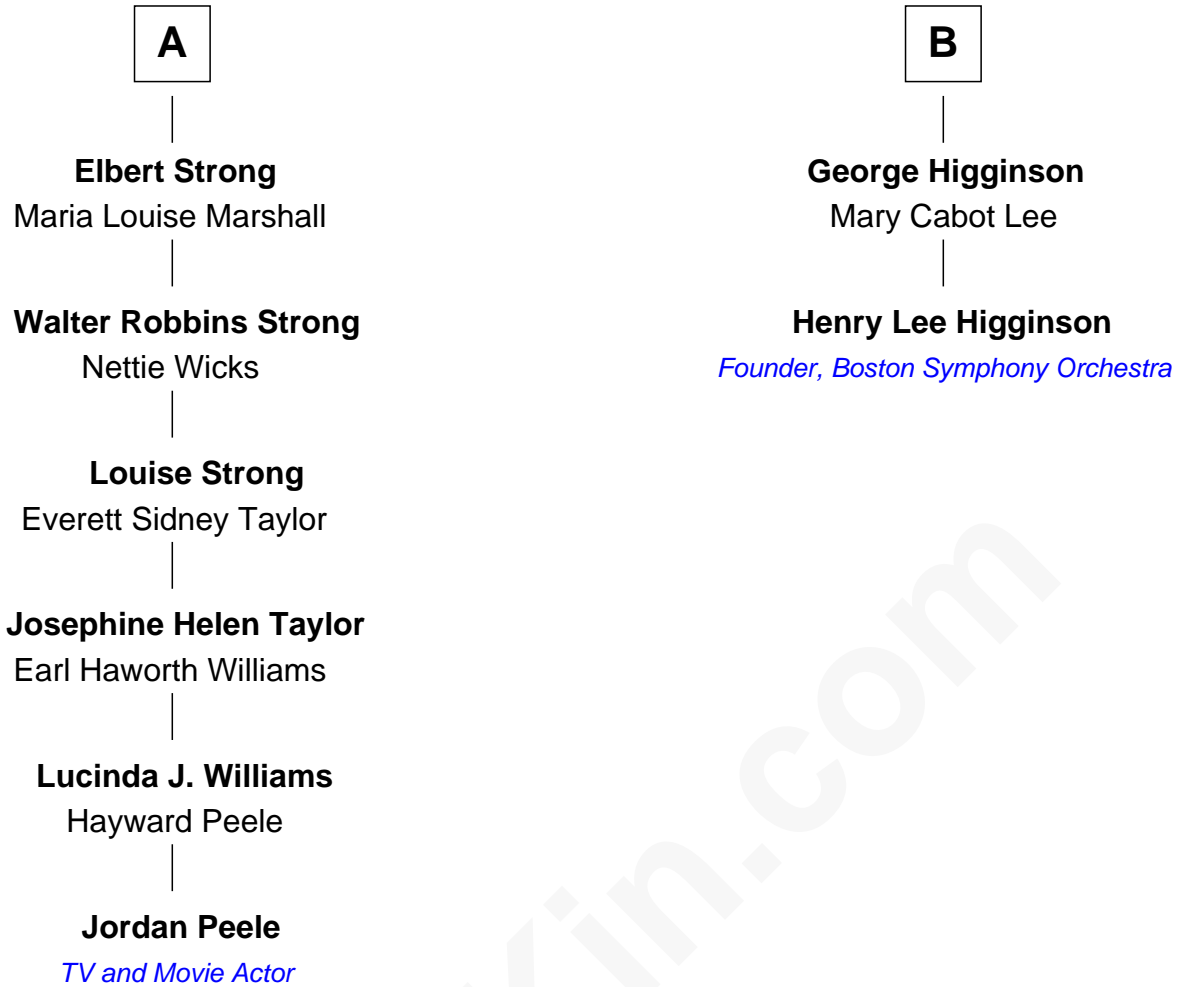 A
Elbert Strong
Maria Louise Marshall
Walter Robbins Strong
Nettie Wicks
Louise Strong
Everett Sidney Taylor
Josephine Helen Taylor
Earl Haworth Williams
Lucinda J. Williams
Hayward Peele
Jordan Peele
TV and Movie Actor
B
George Higginson
Mary Cabot Lee
Henry Lee Higginson
Founder, Boston Symphony Orchestra